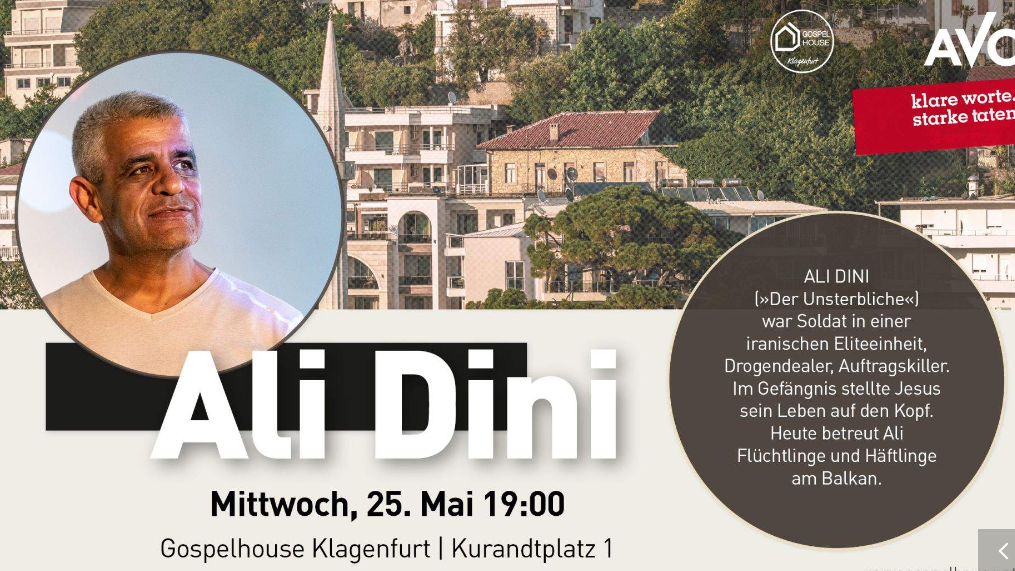 GOSPEL
HOUSE
Klagenfurt
klare worte.
starke taten
ALI DINI
(»Der Unsterbliche«)
war Soldat in einer
iranischen Eliteeinheit,
Drogendealer, Auftragskiller.
Im Gefängnis stellte Jesus
sein Leben auf den Kopf.
Heute betreut Ali
Flüchtlinge und Häftlinge
am Balkan.
Ali Dini
Mittwoch, 25. Mai 19:00
Gospelhouse Klagenfurt | Kurandtplatz 1